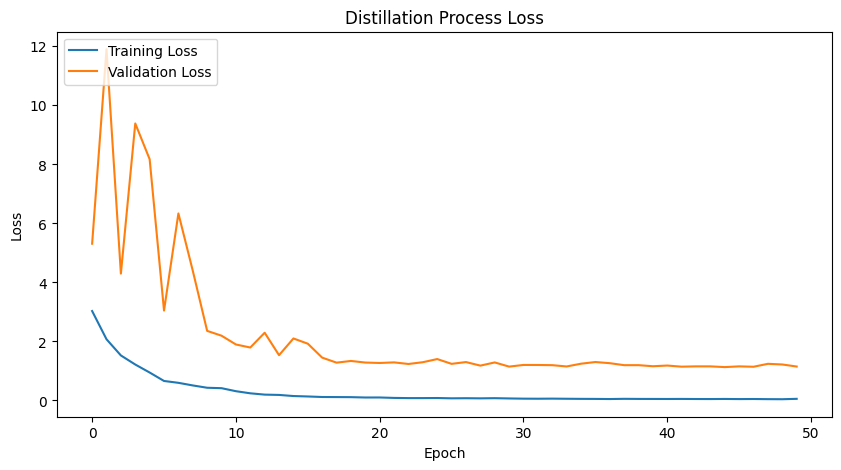 Distillation Process Loss
Training Loss
Validation Loss
12
10
8
6
4
2
0
Loss
0 10 20 30 40 50
Epoch